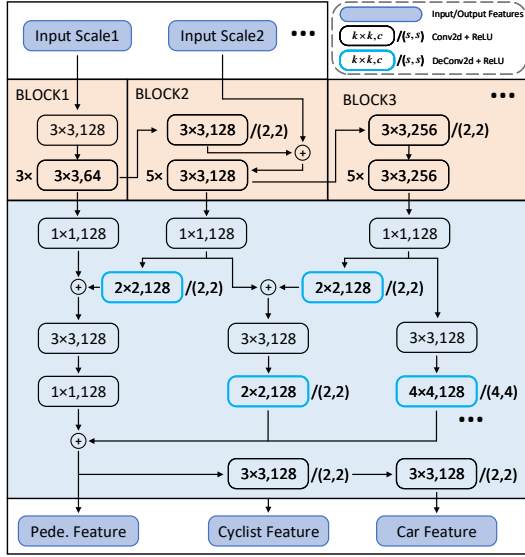 Input Scale1
Input Scale2
...
Input/Output Features
k×k,c /(s,s) Conv2d + ReLU
k×k,c /(s,s) DeConv2d + ReLU
BLOCK1
BLOCK2
BLOCK3
...
3×3,128
3×3,128 /(2,2)
3×3,256 /(2,2)
3× 3×3,64
5× 3×3,128
5× 3×3,256
1×1,128
1×1,128
1×1,128
2×2,128 /(2,2)
2×2,128 /(2,2)
3×3,128
3×3,128
3×3,128
1×1,128
2×2,128 /(2,2)
4×4,128 /(4,4)
...
3×3,128 /(2,2)
3×3,128 /(2,2)
Pede. Feature
Cyclist Feature
Car Feature